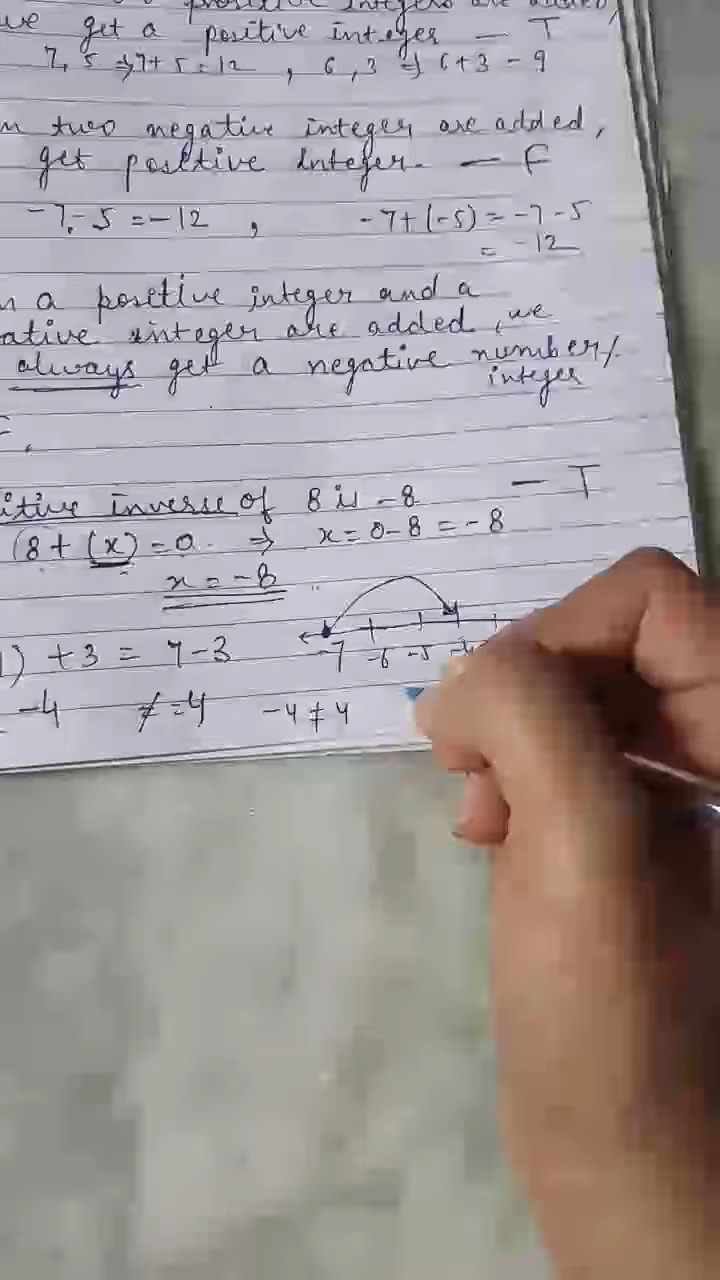 we get a positive integer — T
7, 5 ⇒ 7+5=12 , 6,3 ⇒ 6+3-9
two negative integer are added,
get positive Integer. — F
-7-5=-12 , -7+(-5) = -7-5
= -12
a positive integer and a
ative integer are added, we
always get a negative number/
integer
itive inverse of 8 is -8 — T
(8+(x)=0. ⇒ x=0-8=-8
x=-8
) +3 = 7-3
-7 -6 -5
-4 ≠=4 -4≠4